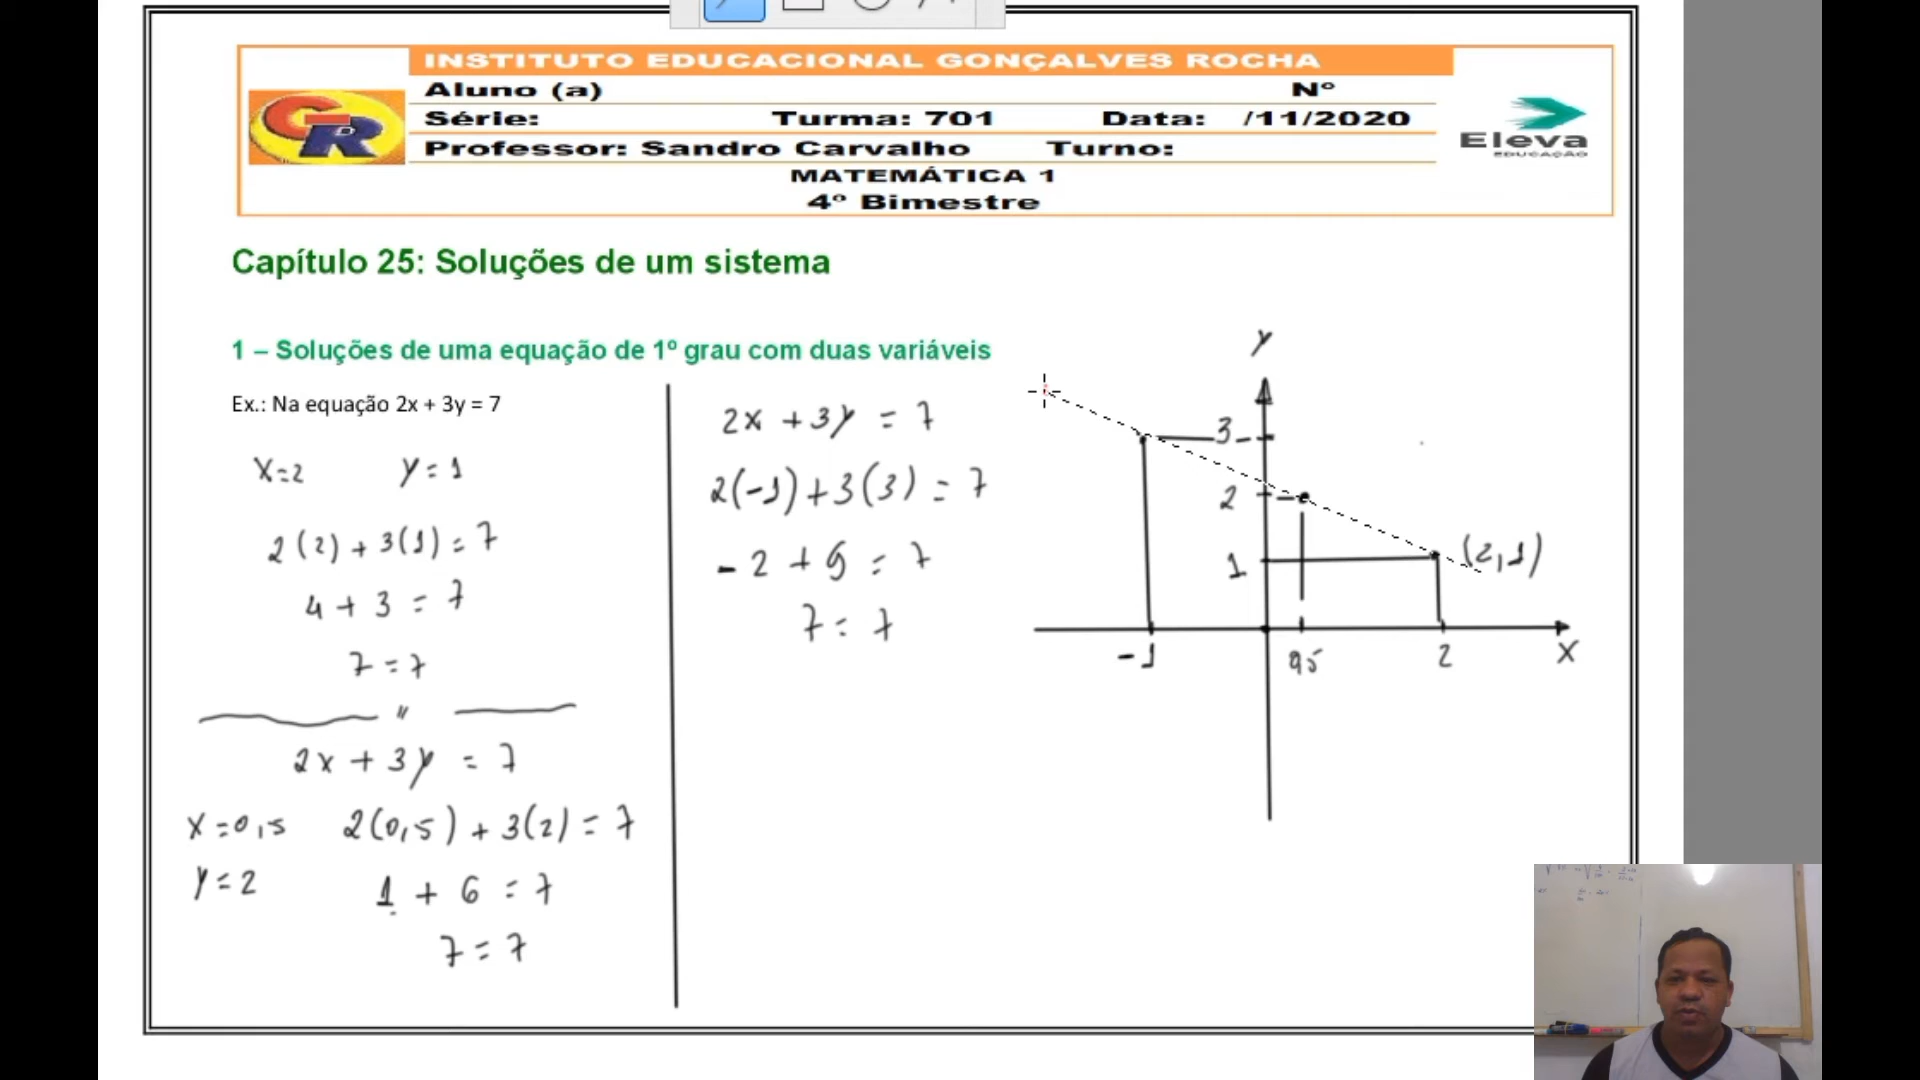 INSTITUTO EDUCACIONAL GONÇALVES ROCHA
GR
Aluno (a) Nº
Série: Turma: 701 Data: /11/2020
Professor: Sandro Carvalho Turno:
MATEMÁTICA 1
4º Bimestre
Eleva
EDUCAÇÃO
Capítulo 25: Soluções de um sistema
1 – Soluções de uma equação de 1º grau com duas variáveis
Ex.: Na equação 2x + 3y = 7
x=2 y=1
2(2) + 3(1) = 7
4 + 3 = 7
7 = 7
"
2x + 3y = 7
x=0,5 2(0,5) + 3(2) = 7
y=2
1 + 6 = 7
7 = 7
2x + 3y = 7
2(-1) + 3(3) = 7
-2 + 9 = 7
7 = 7
y
3
2
1
(2,1)
-1 0,5 2 x